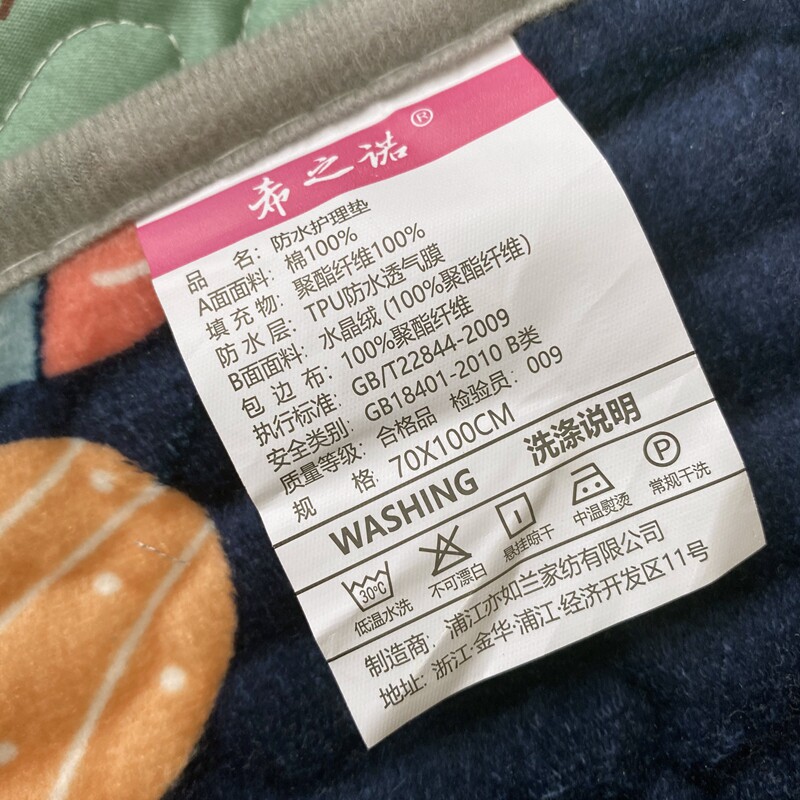 希之诺®
品 名：防水护理垫
A面面料：棉100%
填 充 物：聚酯纤维100%
防 水 层：TPU防水透气膜
B面面料：水晶绒 (100%聚酯纤维)
包 边 布：100%聚酯纤维
执行标准：GB/T22844-2009
安全类别：GB18401-2010 B类
质量等级：合格品 检验员：009
规 格：70X100CM
WASHING 洗涤说明
30℃ P
低温水洗 不可漂白 悬挂晾干 中温熨烫 常规干洗
制造商：浦江亦如兰家纺有限公司
地址：浙江·金华·浦江·经济开发区11号